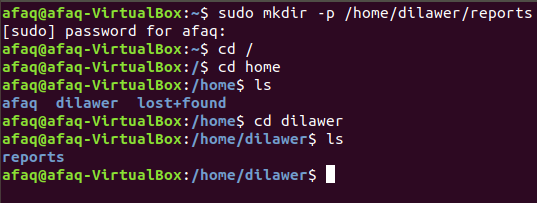 afaq@afaq-VirtualBox:~$ sudo mkdir -p /home/dilawer/reports
[sudo] password for afaq:
afaq@afaq-VirtualBox:~$ cd /
afaq@afaq-VirtualBox:/$ cd home
afaq@afaq-VirtualBox:/home$ ls
afaq  dilawer  lost+found
afaq@afaq-VirtualBox:/home$ cd dilawer
afaq@afaq-VirtualBox:/home/dilawer$ ls
reports
afaq@afaq-VirtualBox:/home/dilawer$